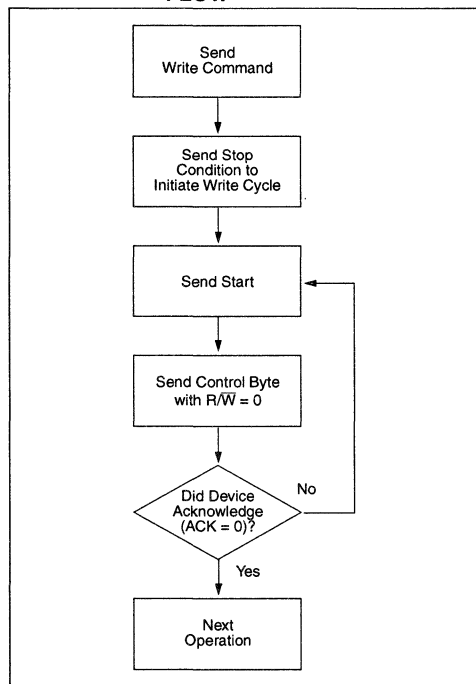 FLOW
Send
Write Command
Send Stop
Condition to
Initiate Write Cycle
Send Start
Send Control Byte
with R/W̅ = 0
Did Device
Acknowledge
(ACK = 0)?
No
Yes
Next
Operation